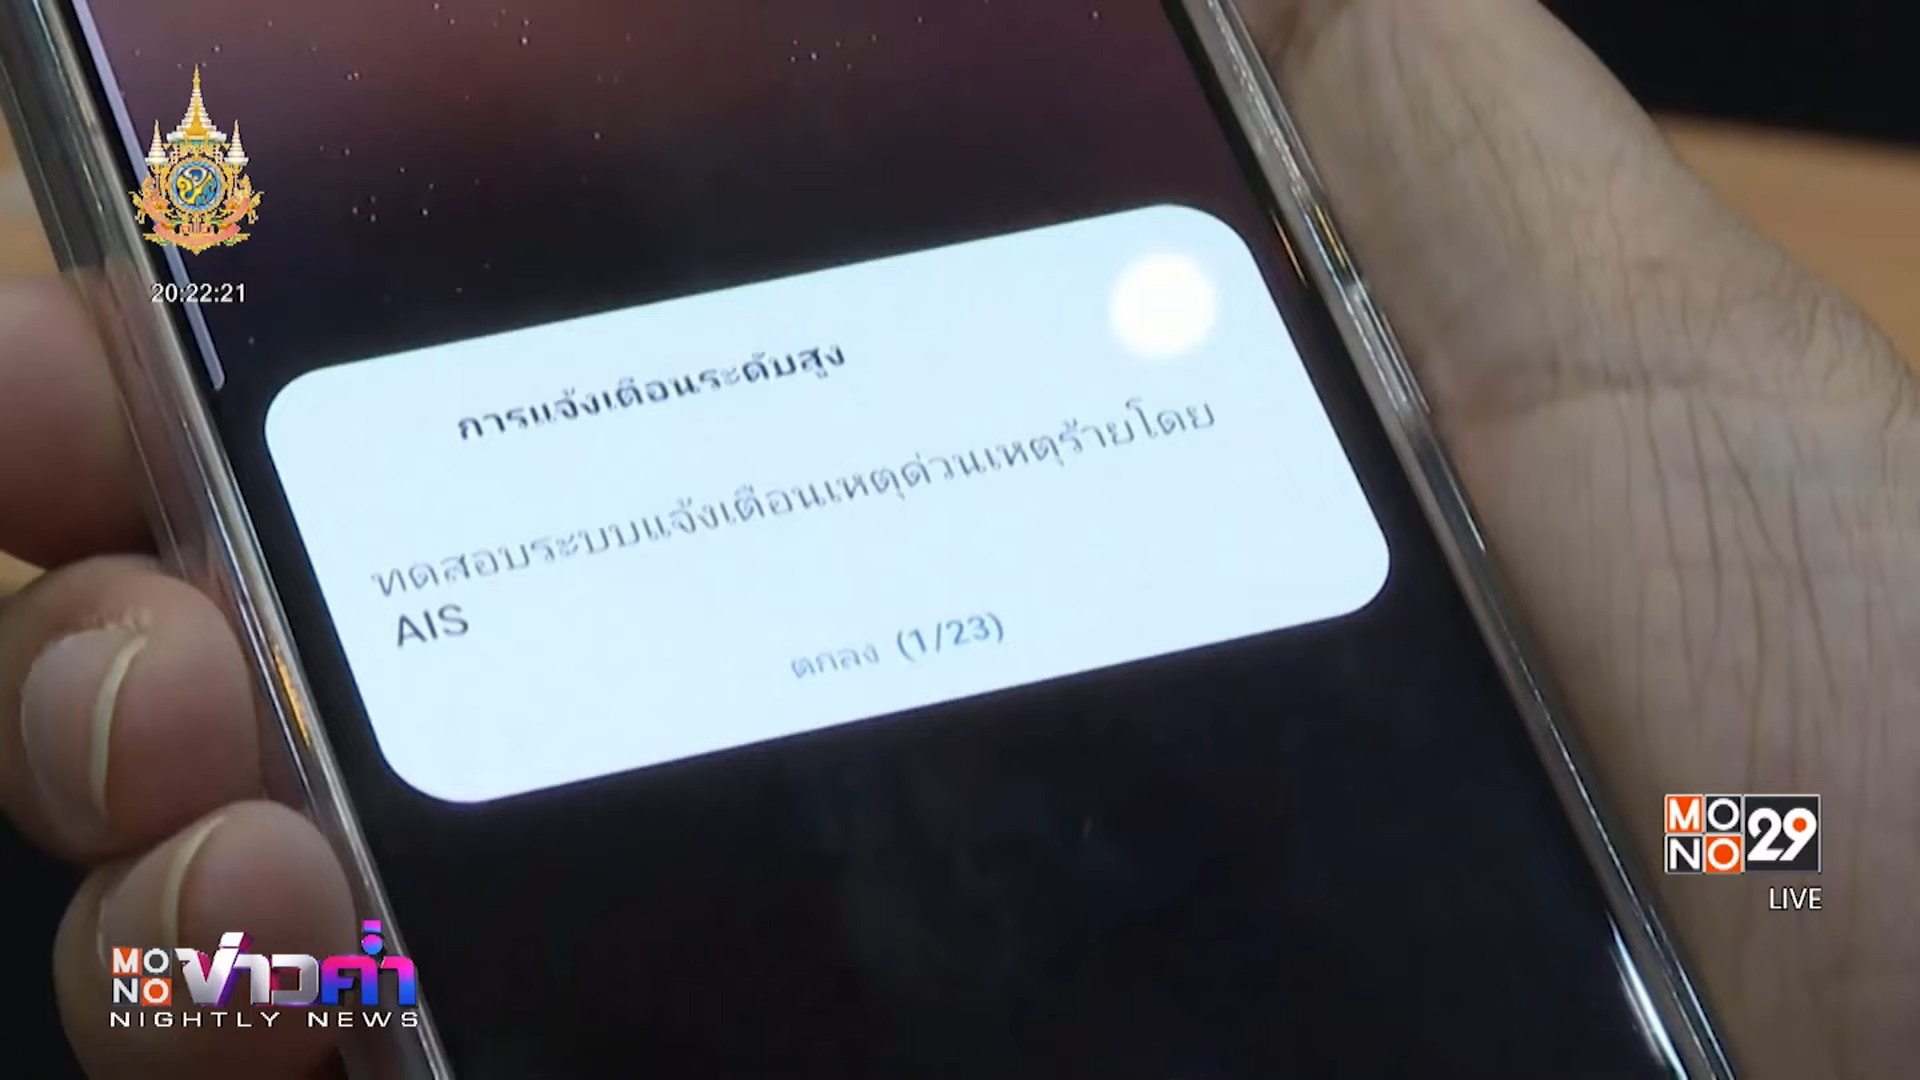 20:22:21
การแจ้งเตือนระดับสูง
ทดสอบระบบแจ้งเตือนเหตุด่วนเหตุร้ายโดย
AIS
ตกลง (1/23)
MONO 29
LIVE
MONO ข่าวค่ำ
NIGHTLY NEWS